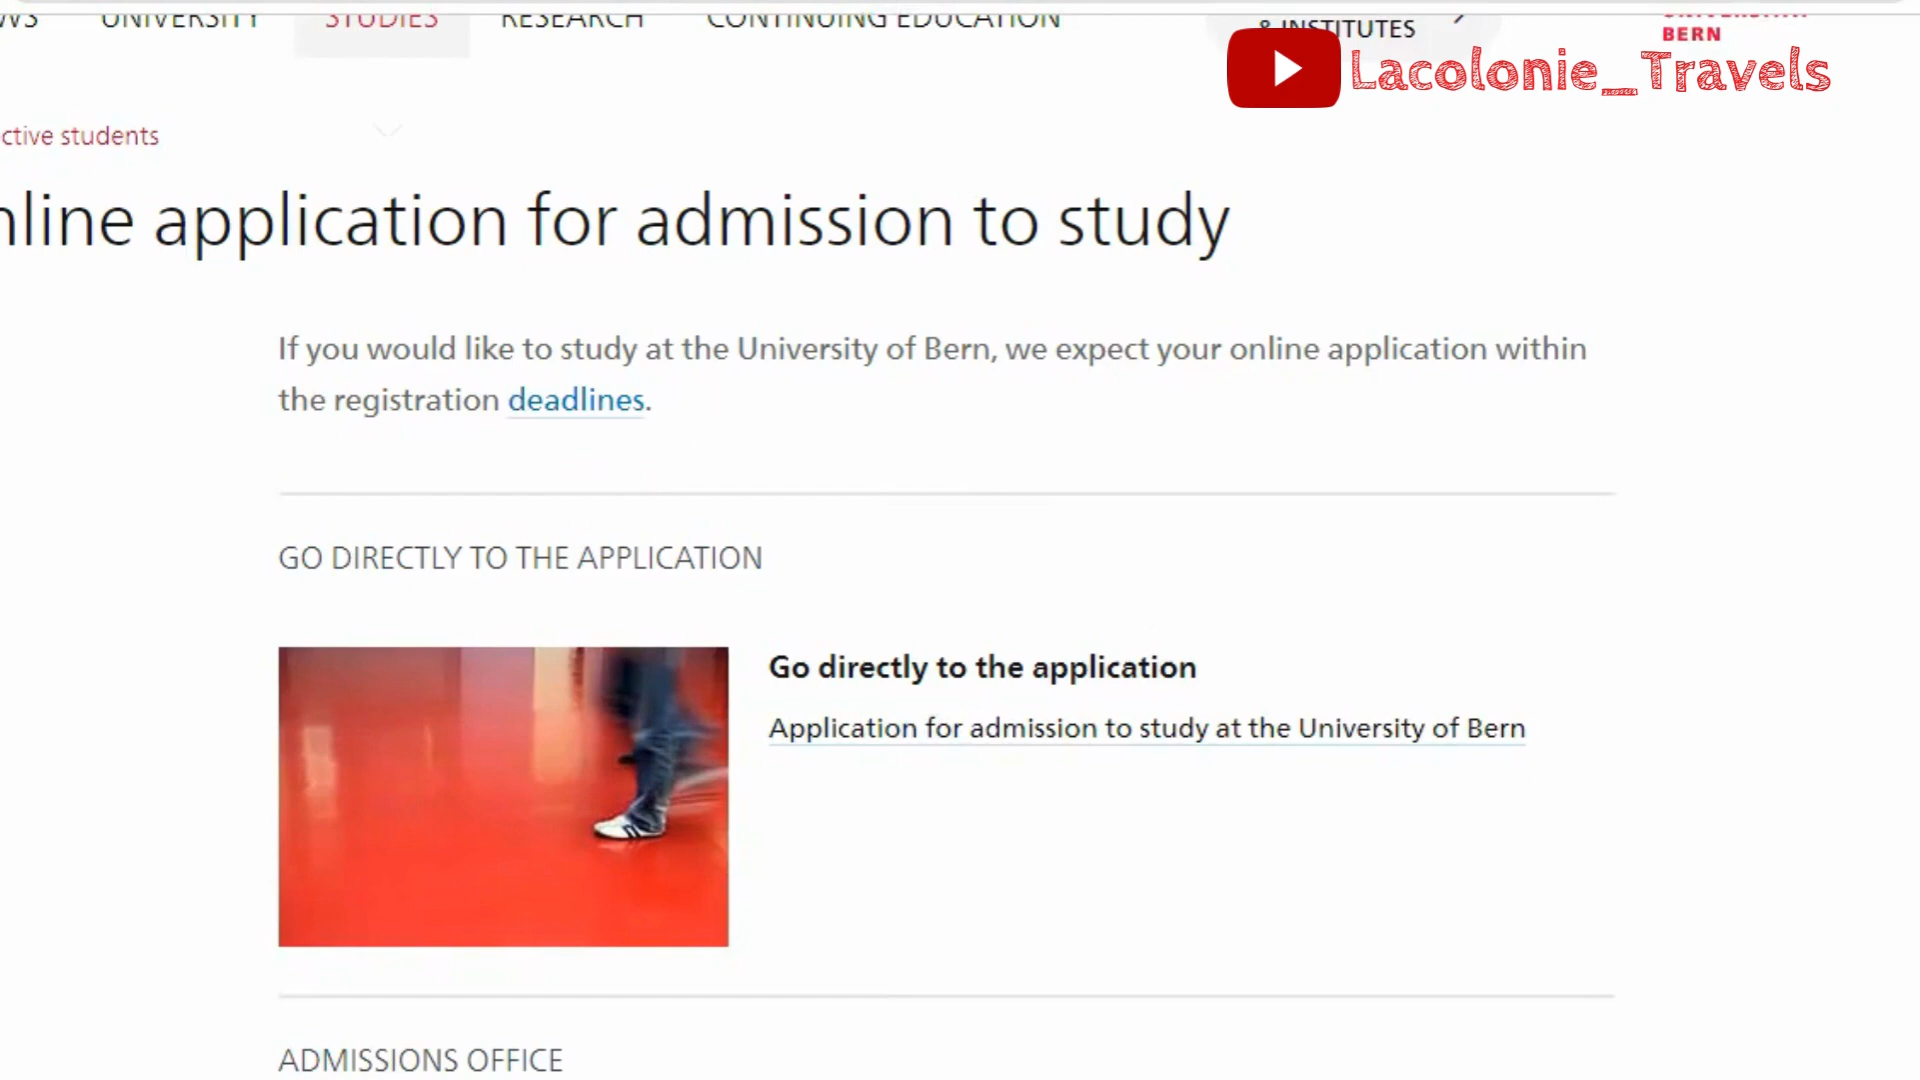 UNIVERSITY STUDIES RESEARCH CONTINUING EDUCATION
& INSTITUTES
BERN
Lacolonie_Travels
ctive students
nline application for admission to study
If you would like to study at the University of Bern, we expect your online application within
the registration deadlines.
GO DIRECTLY TO THE APPLICATION
Go directly to the application
Application for admission to study at the University of Bern
ADMISSIONS OFFICE